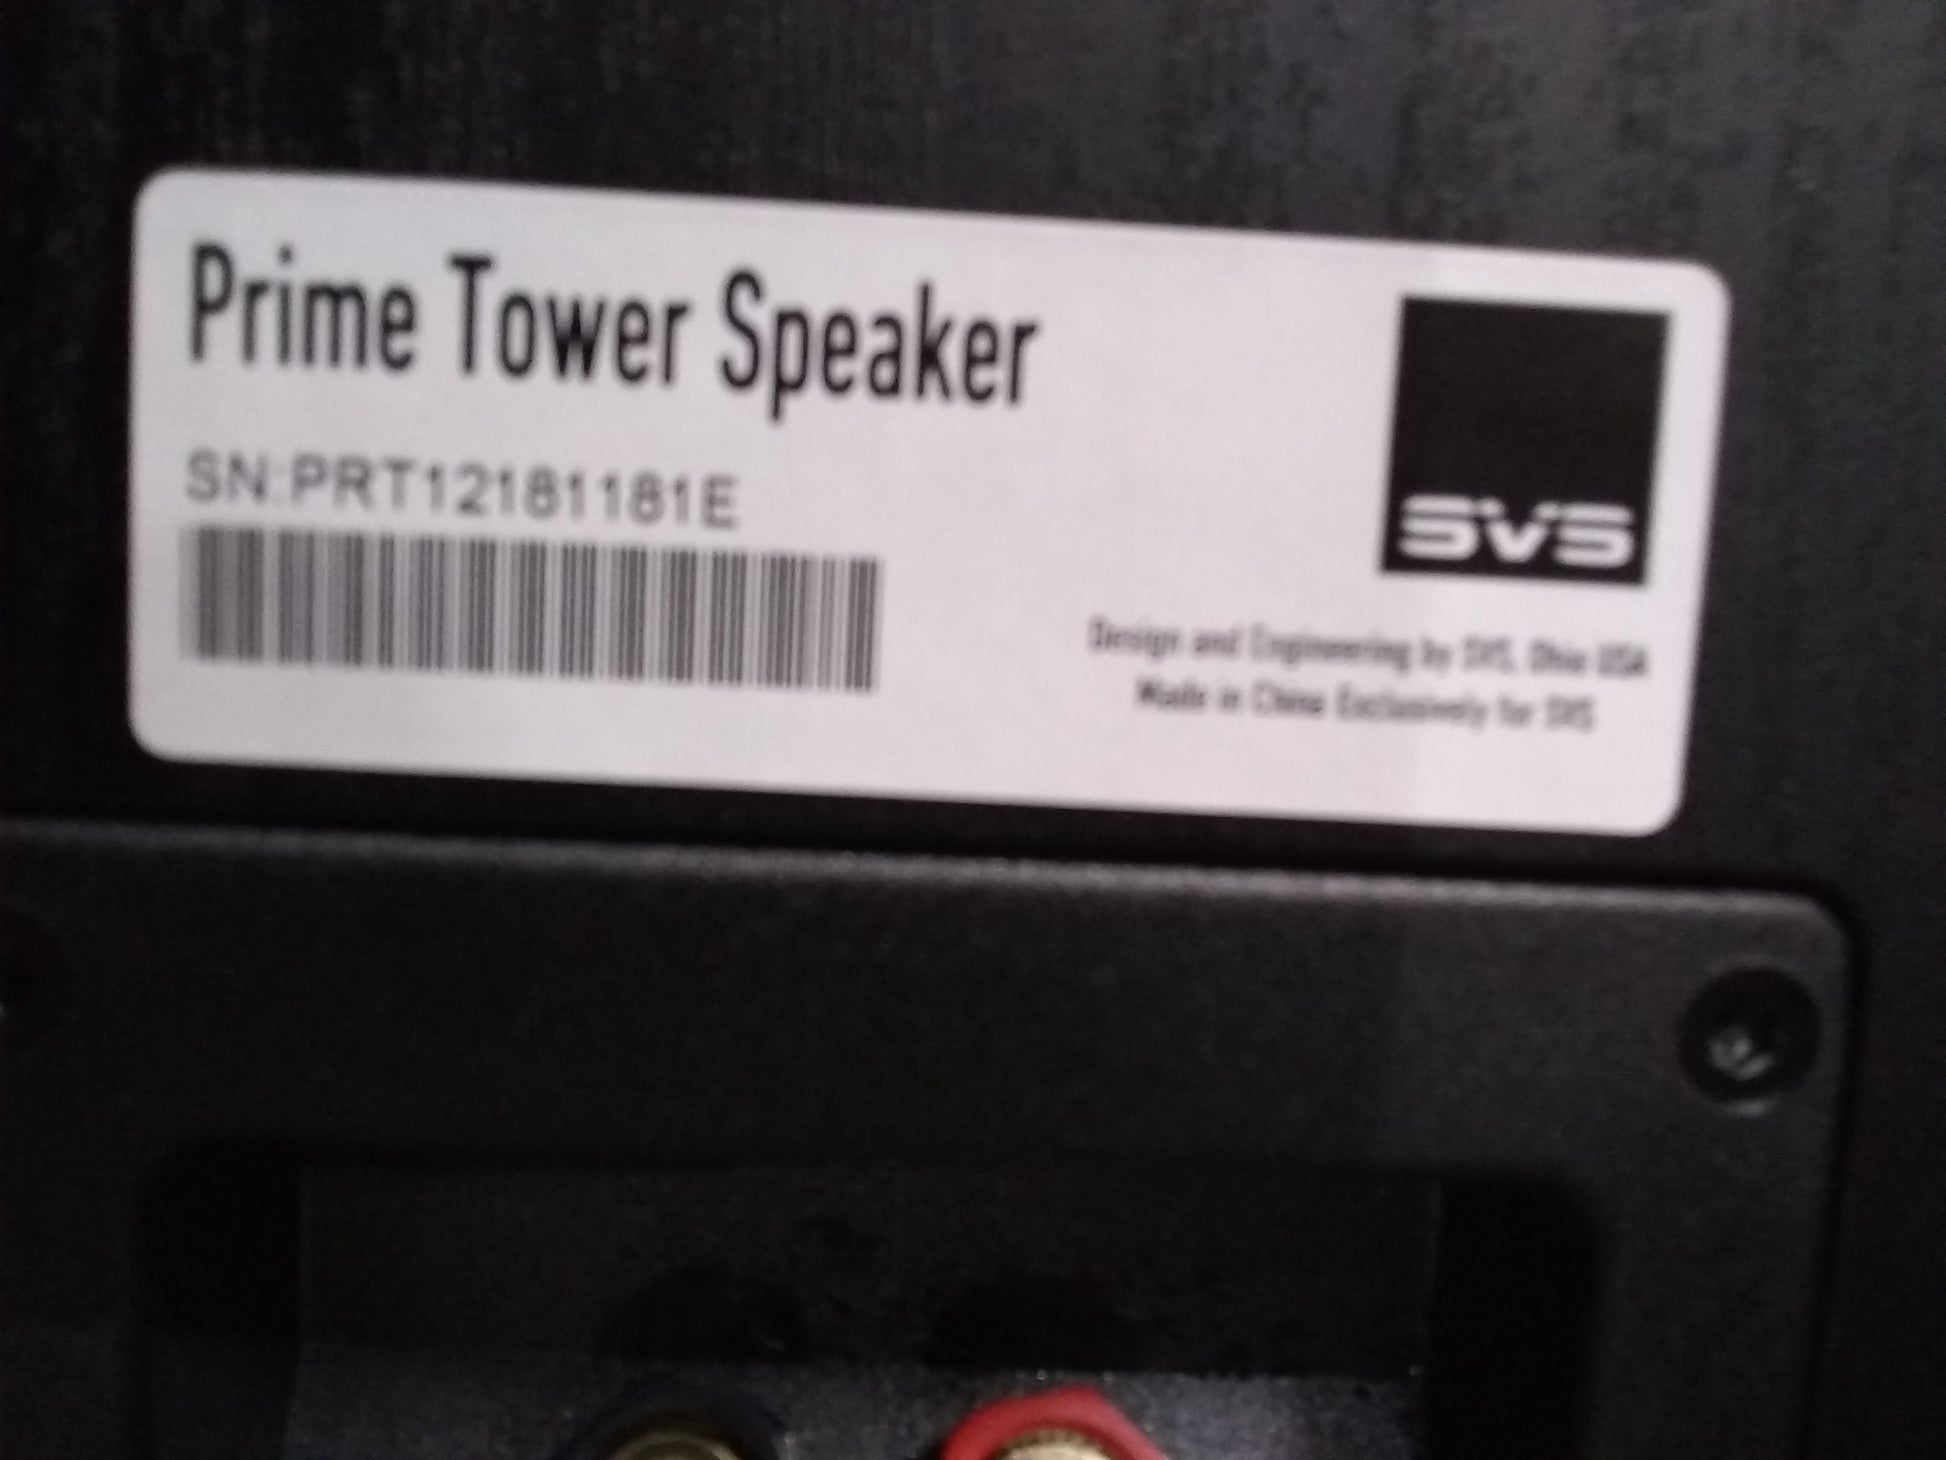 Prime Tower Speaker
SN:PRT12181181E
SVS
Design and Engineering by SVS, Ohio USA
Made in China Exclusively for SVS